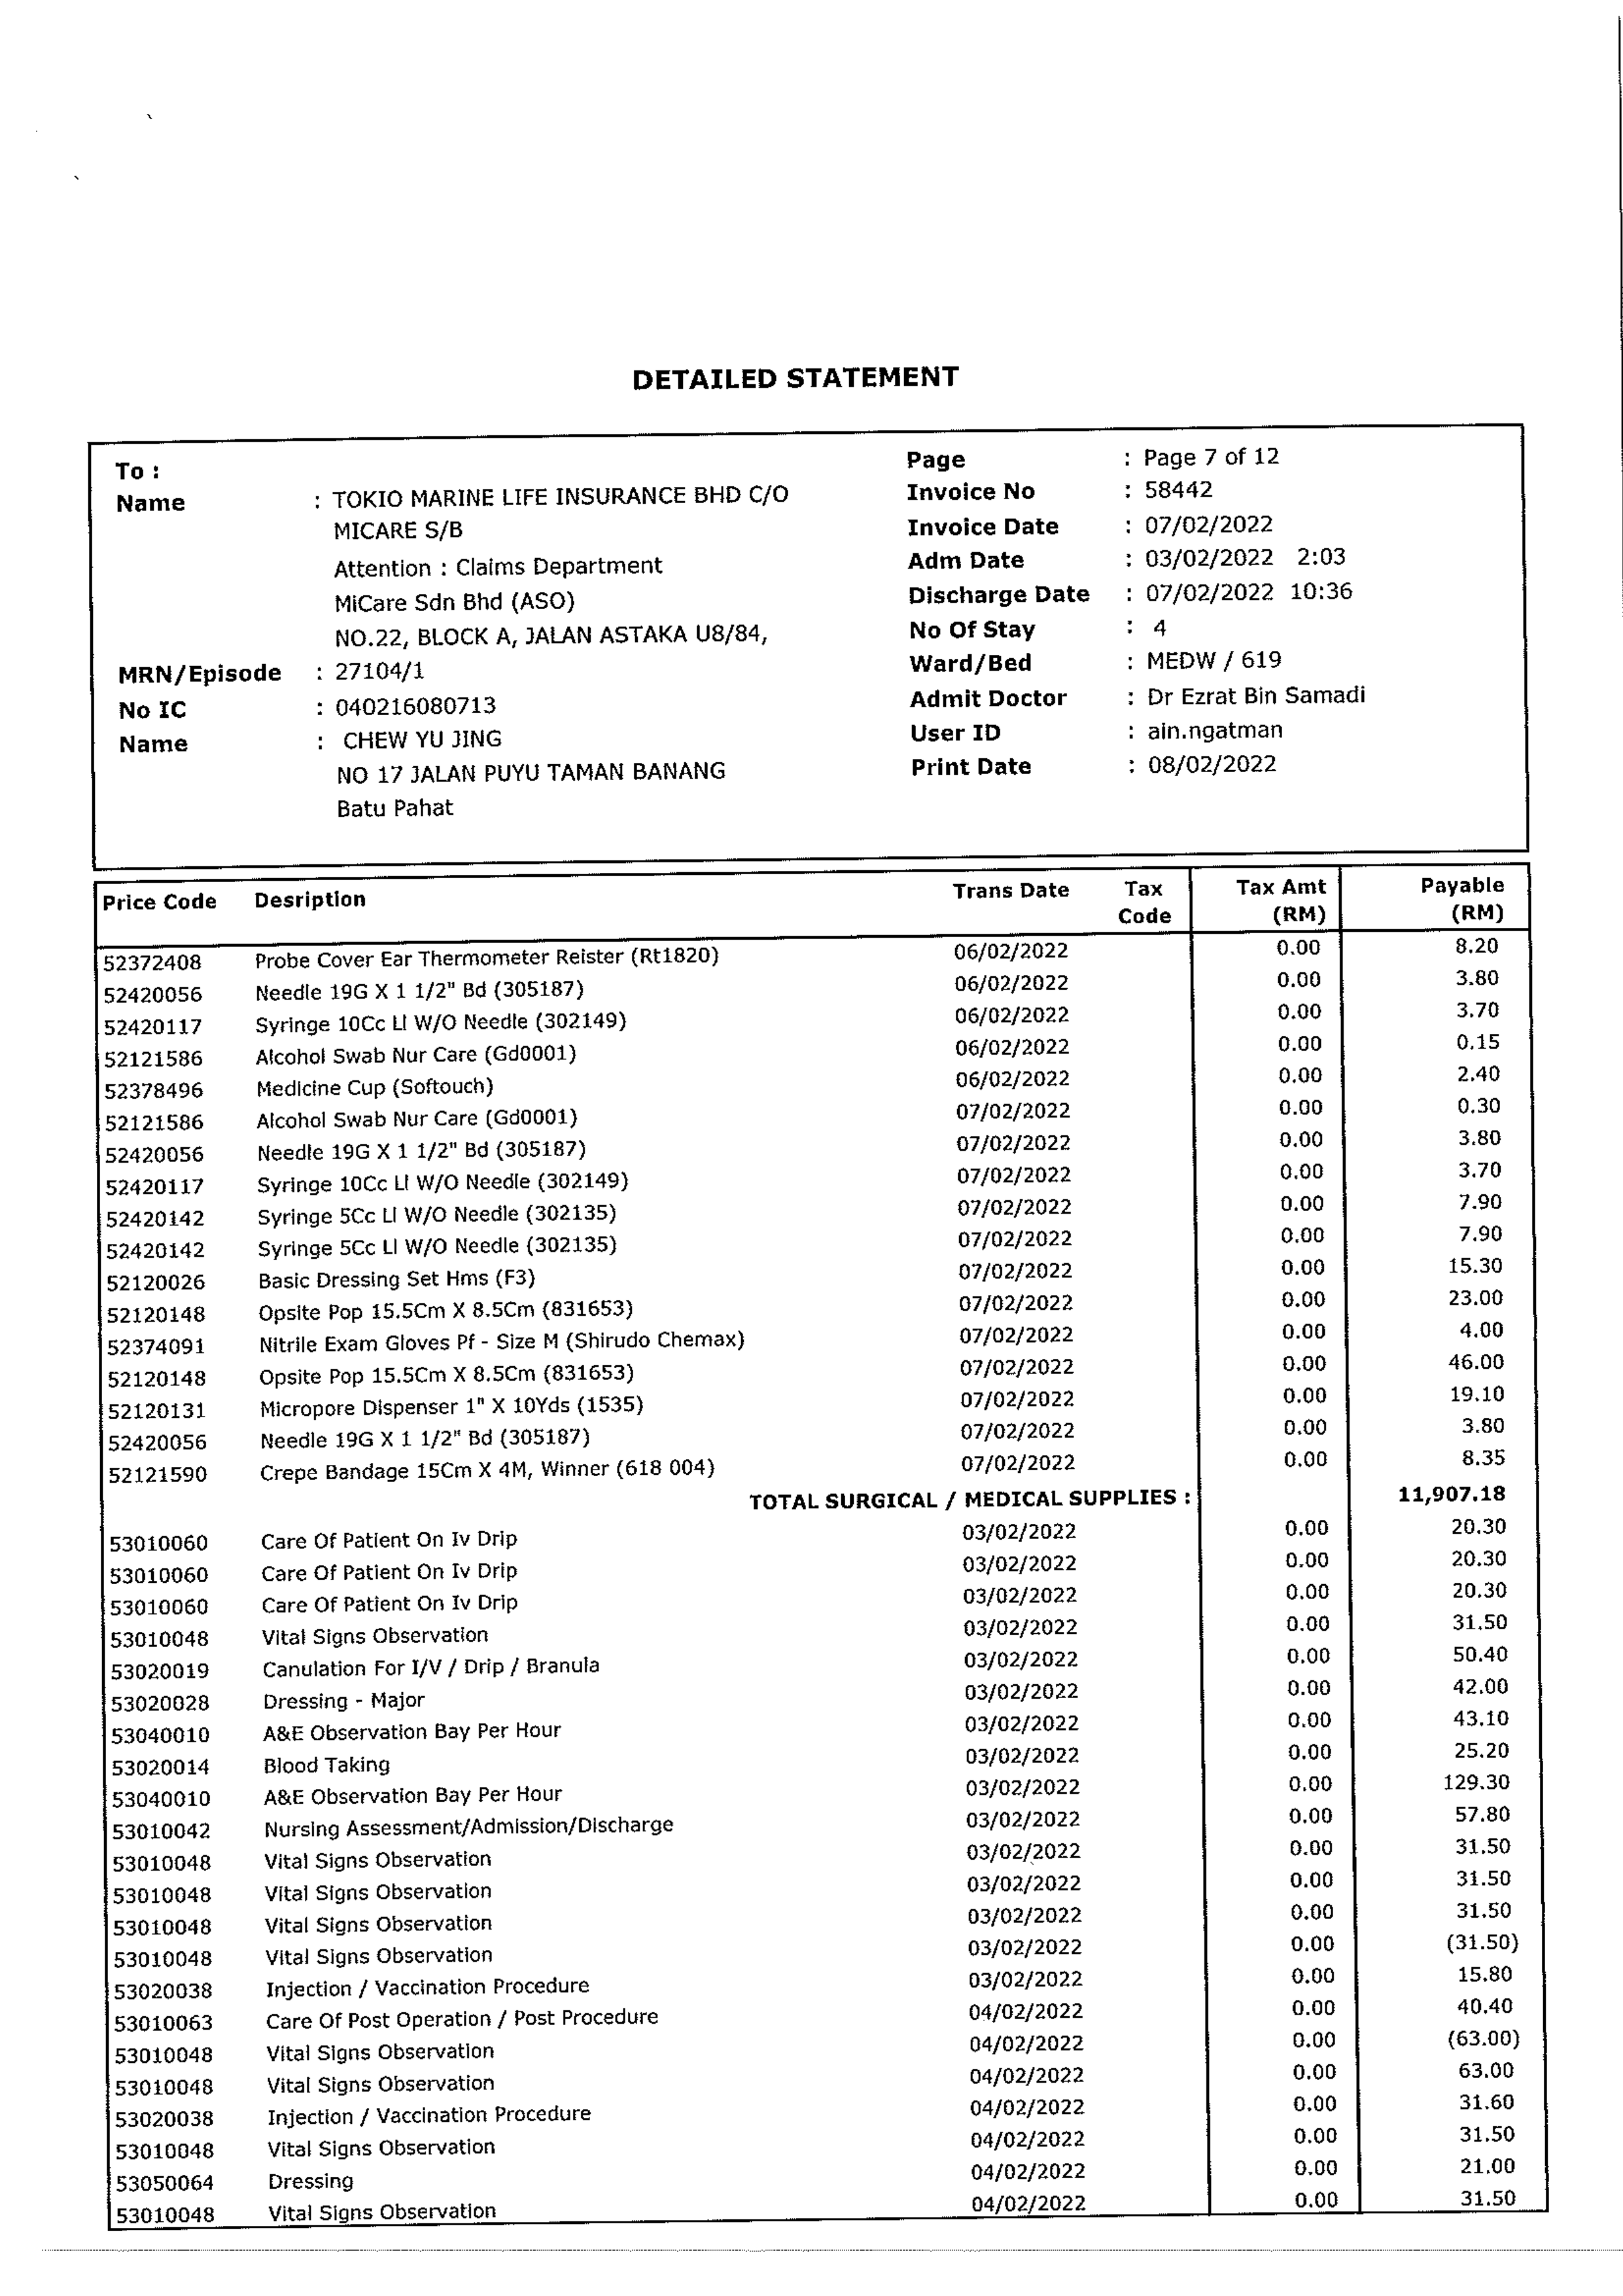 DETAILED STATEMENT
To :
Name : TOKIO MARINE LIFE INSURANCE BHD C/O
MICARE S/B
Attention : Claims Department
MiCare Sdn Bhd (ASO)
NO.22, BLOCK A, JALAN ASTAKA U8/84,
MRN/Episode : 27104/1
No IC : 040216080713
Name : CHEW YU JING
NO 17 JALAN PUYU TAMAN BANANG
Batu Pahat
Page : Page 7 of 12
Invoice No : 58442
Invoice Date : 07/02/2022
Adm Date : 03/02/2022 2:03
Discharge Date : 07/02/2022 10:36
No Of Stay : 4
Ward/Bed : MEDW / 619
Admit Doctor : Dr Ezrat Bin Samadi
User ID : ain.ngatman
Print Date : 08/02/2022
Price Code Desription Trans Date Tax Code Tax Amt (RM) Payable (RM)
52372408 Probe Cover Ear Thermometer Reister (Rt1820) 06/02/2022 0.00 8.20
52420056 Needle 19G X 1 1/2" Bd (305187) 06/02/2022 0.00 3.80
52420117 Syringe 10Cc Ll W/O Needle (302149) 06/02/2022 0.00 3.70
52121586 Alcohol Swab Nur Care (Gd0001) 06/02/2022 0.00 0.15
52378496 Medicine Cup (Softouch) 06/02/2022 0.00 2.40
52121586 Alcohol Swab Nur Care (Gd0001) 07/02/2022 0.00 0.30
52420056 Needle 19G X 1 1/2" Bd (305187) 07/02/2022 0.00 3.80
52420117 Syringe 10Cc Ll W/O Needle (302149) 07/02/2022 0.00 3.70
52420142 Syringe 5Cc Ll W/O Needle (302135) 07/02/2022 0.00 7.90
52420142 Syringe 5Cc Ll W/O Needle (302135) 07/02/2022 0.00 7.90
52120026 Basic Dressing Set Hms (F3) 07/02/2022 0.00 15.30
52120148 Opsite Pop 15.5Cm X 8.5Cm (831653) 07/02/2022 0.00 23.00
52374091 Nitrile Exam Gloves Pf - Size M (Shirudo Chemax) 07/02/2022 0.00 4.00
52120148 Opsite Pop 15.5Cm X 8.5Cm (831653) 07/02/2022 0.00 46.00
52120131 Micropore Dispenser 1" X 10Yds (1535) 07/02/2022 0.00 19.10
52420056 Needle 19G X 1 1/2" Bd (305187) 07/02/2022 0.00 3.80
52121590 Crepe Bandage 15Cm X 4M, Winner (618 004) 07/02/2022 0.00 8.35
TOTAL SURGICAL / MEDICAL SUPPLIES : 11,907.18
53010060 Care Of Patient On Iv Drip 03/02/2022 0.00 20.30
53010060 Care Of Patient On Iv Drip 03/02/2022 0.00 20.30
53010060 Care Of Patient On Iv Drip 03/02/2022 0.00 20.30
53010048 Vital Signs Observation 03/02/2022 0.00 31.50
53020019 Canulation For I/V / Drip / Branula 03/02/2022 0.00 50.40
53020028 Dressing - Major 03/02/2022 0.00 42.00
53040010 A&E Observation Bay Per Hour 03/02/2022 0.00 43.10
53020014 Blood Taking 03/02/2022 0.00 25.20
53040010 A&E Observation Bay Per Hour 03/02/2022 0.00 129.30
53010042 Nursing Assessment/Admission/Discharge 03/02/2022 0.00 57.80
53010048 Vital Signs Observation 03/02/2022 0.00 31.50
53010048 Vital Signs Observation 03/02/2022 0.00 31.50
53010048 Vital Signs Observation 03/02/2022 0.00 31.50
53010048 Vital Signs Observation 03/02/2022 0.00 (31.50)
53020038 Injection / Vaccination Procedure 03/02/2022 0.00 15.80
53010063 Care Of Post Operation / Post Procedure 04/02/2022 0.00 40.40
53010048 Vital Signs Observation 04/02/2022 0.00 (63.00)
53010048 Vital Signs Observation 04/02/2022 0.00 63.00
53020038 Injection / Vaccination Procedure 04/02/2022 0.00 31.60
53010048 Vital Signs Observation 04/02/2022 0.00 31.50
53050064 Dressing 04/02/2022 0.00 21.00
53010048 Vital Signs Observation 04/02/2022 0.00 31.50